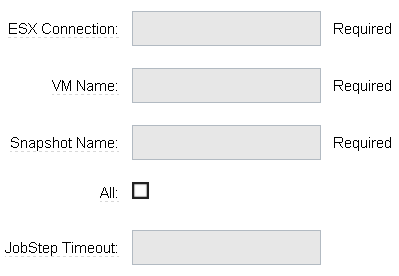 ESX Connection: Required
VM Name: Required
Snapshot Name: Required
All:
JobStep Timeout: